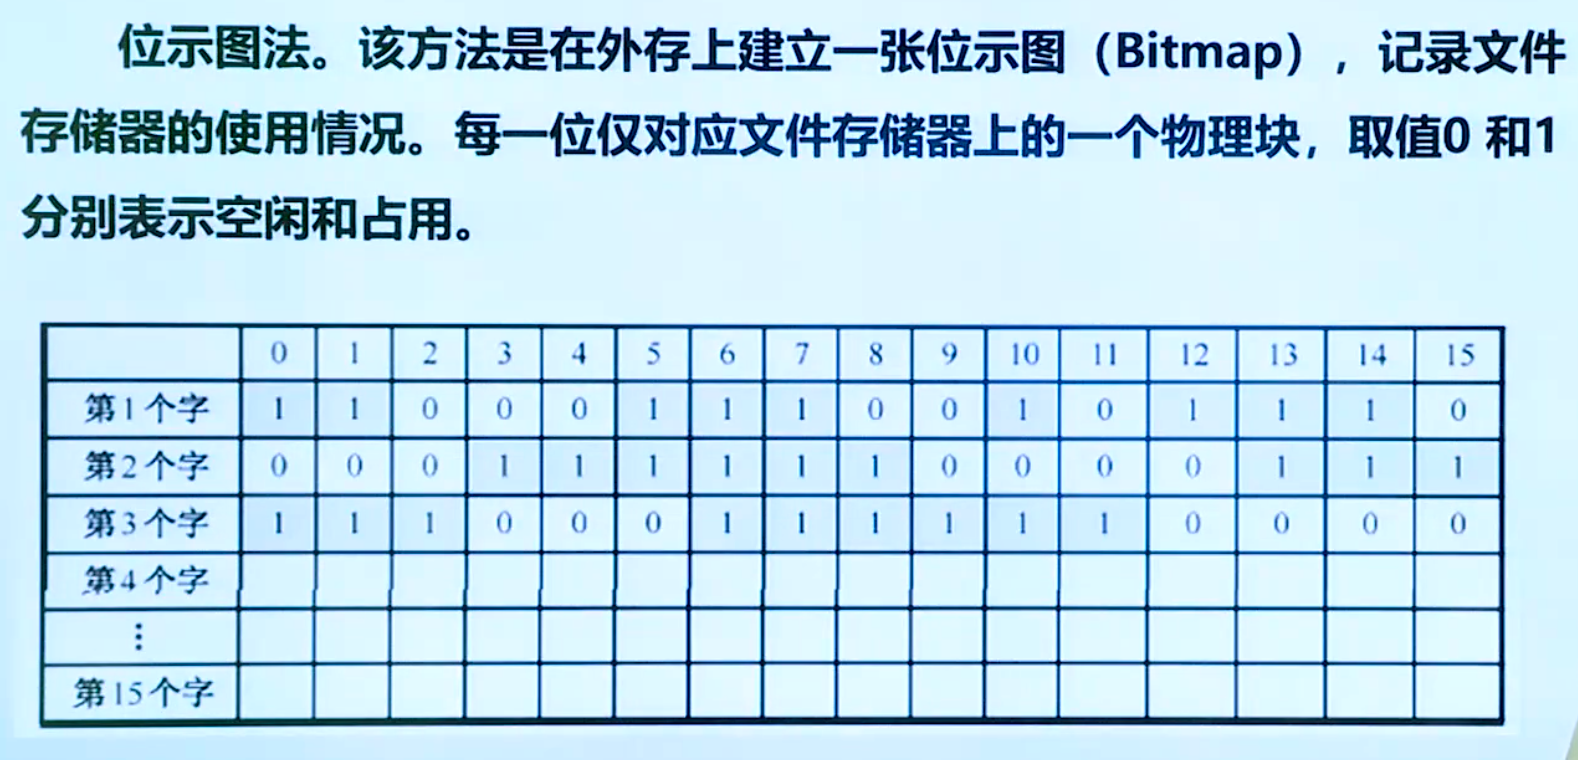 位示图法。该方法是在外存上建立一张位示图（Bitmap），记录文件
存储器的使用情况。每一位仅对应文件存储器上的一个物理块，取值0 和1
分别表示空闲和占用。
0 1 2 3 4 5 6 7 8 9 10 11 12 13 14 15
第1个字 1 1 0 0 0 1 1 1 0 0 1 0 1 1 1 0
第2个字 0 0 0 1 1 1 1 1 1 0 0 0 0 1 1 1
第3个字 1 1 1 0 0 0 1 1 1 1 1 1 0 0 0 0
第4个字
⋮
第15个字